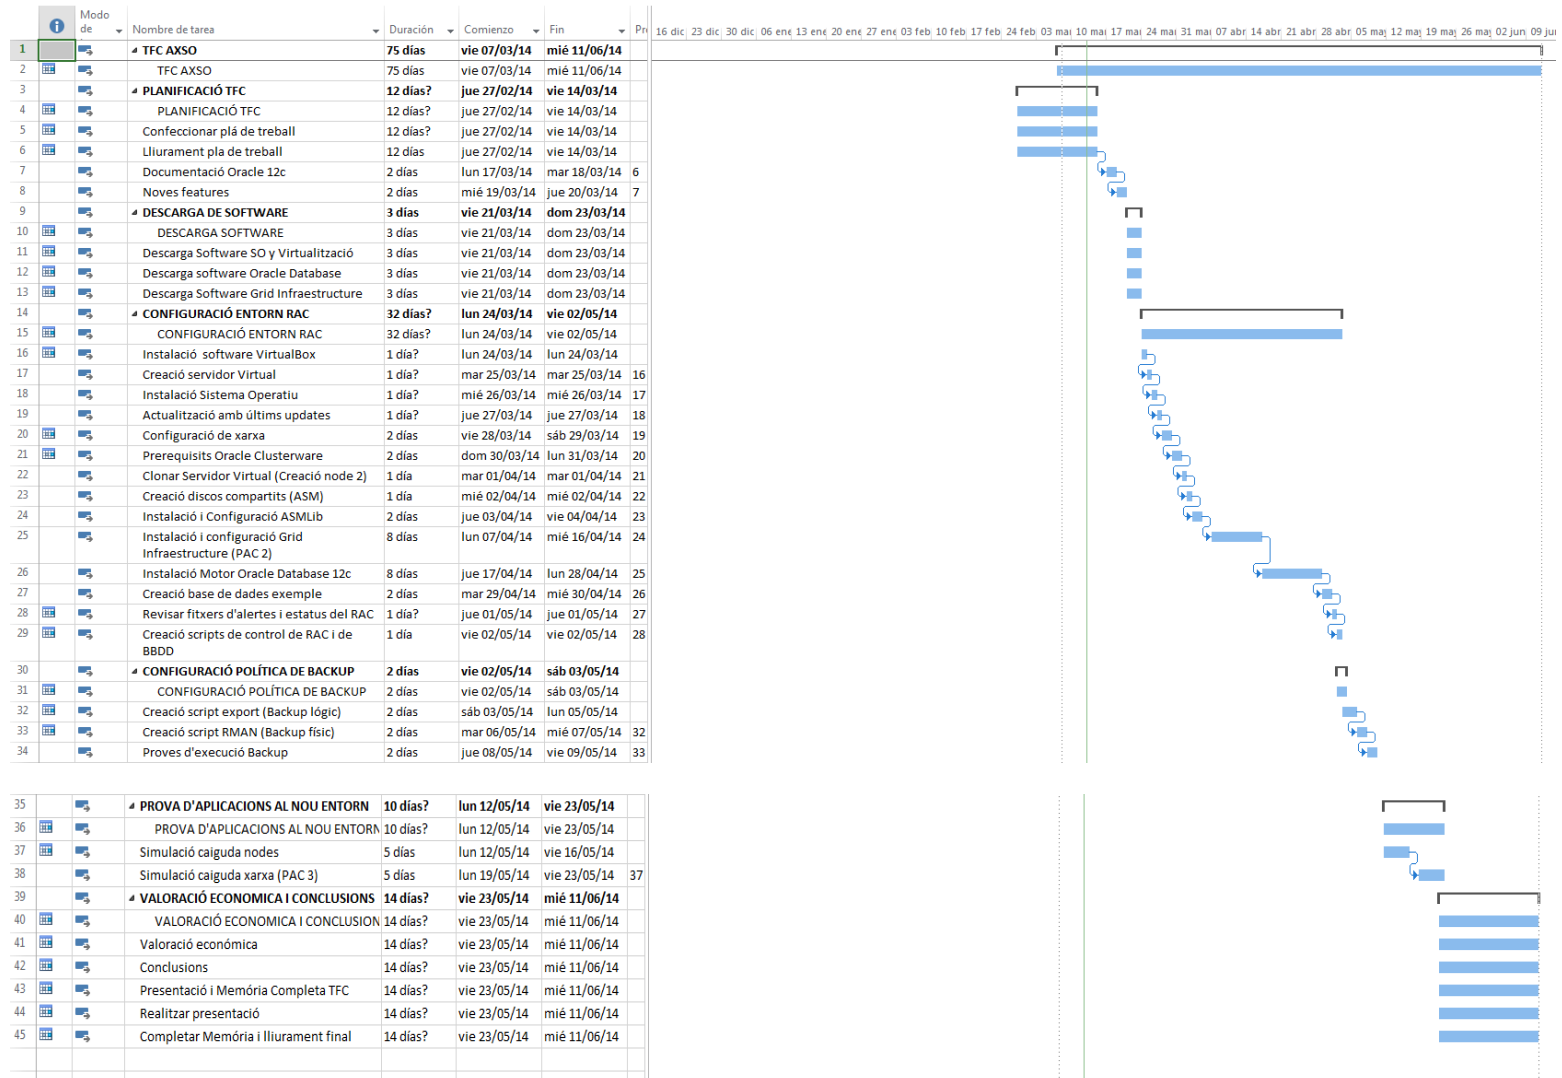 Modo de
Nombre de tarea Duración Comienzo Fin
16 dic 23 dic 30 dic 06 ene 13 ene 20 ene 27 ene 03 feb 10 feb 17 feb 24 feb 03 mar 10 mar 17 mar 24 mar 31 mar 07 abr 14 abr 21 abr 28 abr 05 may 12 may 19 may 26 may 02 jun 09 jun
1 TFC AXSO 75 días vie 07/03/14 mié 11/06/14
2 TFC AXSO 75 días vie 07/03/14 mié 11/06/14
3 PLANIFICACIÓ TFC 12 días? jue 27/02/14 vie 14/03/14
4 PLANIFICACIÓ TFC 12 días? jue 27/02/14 vie 14/03/14
5 Confeccionar plá de treball 12 días? jue 27/02/14 vie 14/03/14
6 Lliurament pla de treball 12 días jue 27/02/14 vie 14/03/14
7 Documentació Oracle 12c 2 días lun 17/03/14 mar 18/03/14 6
8 Noves features 2 días mié 19/03/14 jue 20/03/14 7
9 DESCARGA DE SOFTWARE 3 días vie 21/03/14 dom 23/03/14
10 DESCARGA SOFTWARE 3 días vie 21/03/14 dom 23/03/14
11 Descarga Software SO y Virtualització 3 días vie 21/03/14 dom 23/03/14
12 Descarga software Oracle Database 3 días vie 21/03/14 dom 23/03/14
13 Descarga Software Grid Infraestructure 3 días vie 21/03/14 dom 23/03/14
14 CONFIGURACIÓ ENTORN RAC 32 días? lun 24/03/14 vie 02/05/14
15 CONFIGURACIÓ ENTORN RAC 32 días? lun 24/03/14 vie 02/05/14
16 Instalació software VirtualBox 1 día? lun 24/03/14 lun 24/03/14
17 Creació servidor Virtual 1 día? mar 25/03/14 mar 25/03/14 16
18 Instalació Sistema Operatiu 1 día? mié 26/03/14 mié 26/03/14 17
19 Actualització amb últims updates 1 día? jue 27/03/14 jue 27/03/14 18
20 Configuració de xarxa 2 días vie 28/03/14 sáb 29/03/14 19
21 Prerequisits Oracle Clusterware 2 días dom 30/03/14 lun 31/03/14 20
22 Clonar Servidor Virtual (Creació node 2) 1 día mar 01/04/14 mar 01/04/14 21
23 Creació discos compartits (ASM) 1 día mié 02/04/14 mié 02/04/14 22
24 Instalació i Configuració ASMLib 2 días jue 03/04/14 vie 04/04/14 23
25 Instalació i configuració Grid 8 días lun 07/04/14 mié 16/04/14 24
Infraestructure (PAC 2)
26 Instalació Motor Oracle Database 12c 8 días jue 17/04/14 lun 28/04/14 25
27 Creació base de dades exemple 2 días mar 29/04/14 mié 30/04/14 26
28 Revisar fitxers d'alertes i estatus del RAC 1 día? jue 01/05/14 jue 01/05/14 27
29 Creació scripts de control de RAC i de 1 día vie 02/05/14 vie 02/05/14 28
BBDD
30 CONFIGURACIÓ POLÍTICA DE BACKUP 2 días vie 02/05/14 sáb 03/05/14
31 CONFIGURACIÓ POLÍTICA DE BACKUP 2 días vie 02/05/14 sáb 03/05/14
32 Creació script export (Backup lógic) 2 días sáb 03/05/14 lun 05/05/14
33 Creació script RMAN (Backup físic) 2 días mar 06/05/14 mié 07/05/14 32
34 Proves d'execució Backup 2 días jue 08/05/14 vie 09/05/14 33
35 PROVA D'APLICACIONS AL NOU ENTORN 10 días? lun 12/05/14 vie 23/05/14
36 PROVA D'APLICACIONS AL NOU ENTORN 10 días? lun 12/05/14 vie 23/05/14
37 Simulació caiguda nodes 5 días lun 12/05/14 vie 16/05/14
38 Simulació caiguda xarxa (PAC 3) 5 días lun 19/05/14 vie 23/05/14 37
39 VALORACIÓ ECONOMICA I CONCLUSIONS 14 días? vie 23/05/14 mié 11/06/14
40 VALORACIÓ ECONOMICA I CONCLUSION 14 días? vie 23/05/14 mié 11/06/14
41 Valoració económica 14 días? vie 23/05/14 mié 11/06/14
42 Conclusions 14 días? vie 23/05/14 mié 11/06/14
43 Presentació i Memória Completa TFC 14 días? vie 23/05/14 mié 11/06/14
44 Realitzar presentació 14 días? vie 23/05/14 mié 11/06/14
45 Completar Memória i lliurament final 14 días? vie 23/05/14 mié 11/06/14